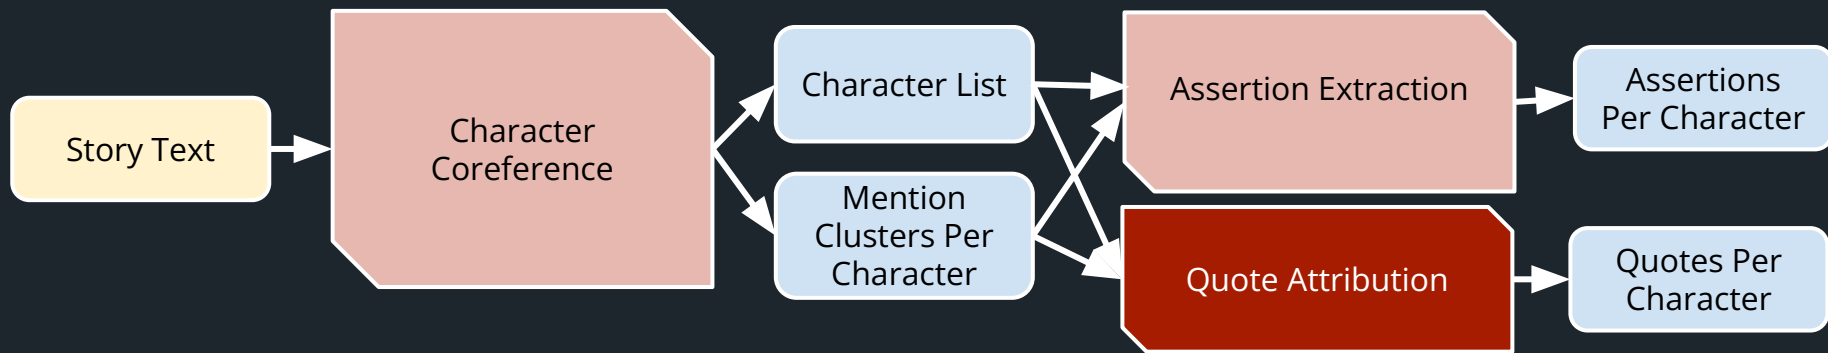 Story Text
Character
Coreference
Character List
Mention
Clusters Per
Character
Assertion Extraction
Quote Attribution
Assertions
Per Character
Quotes Per
Character